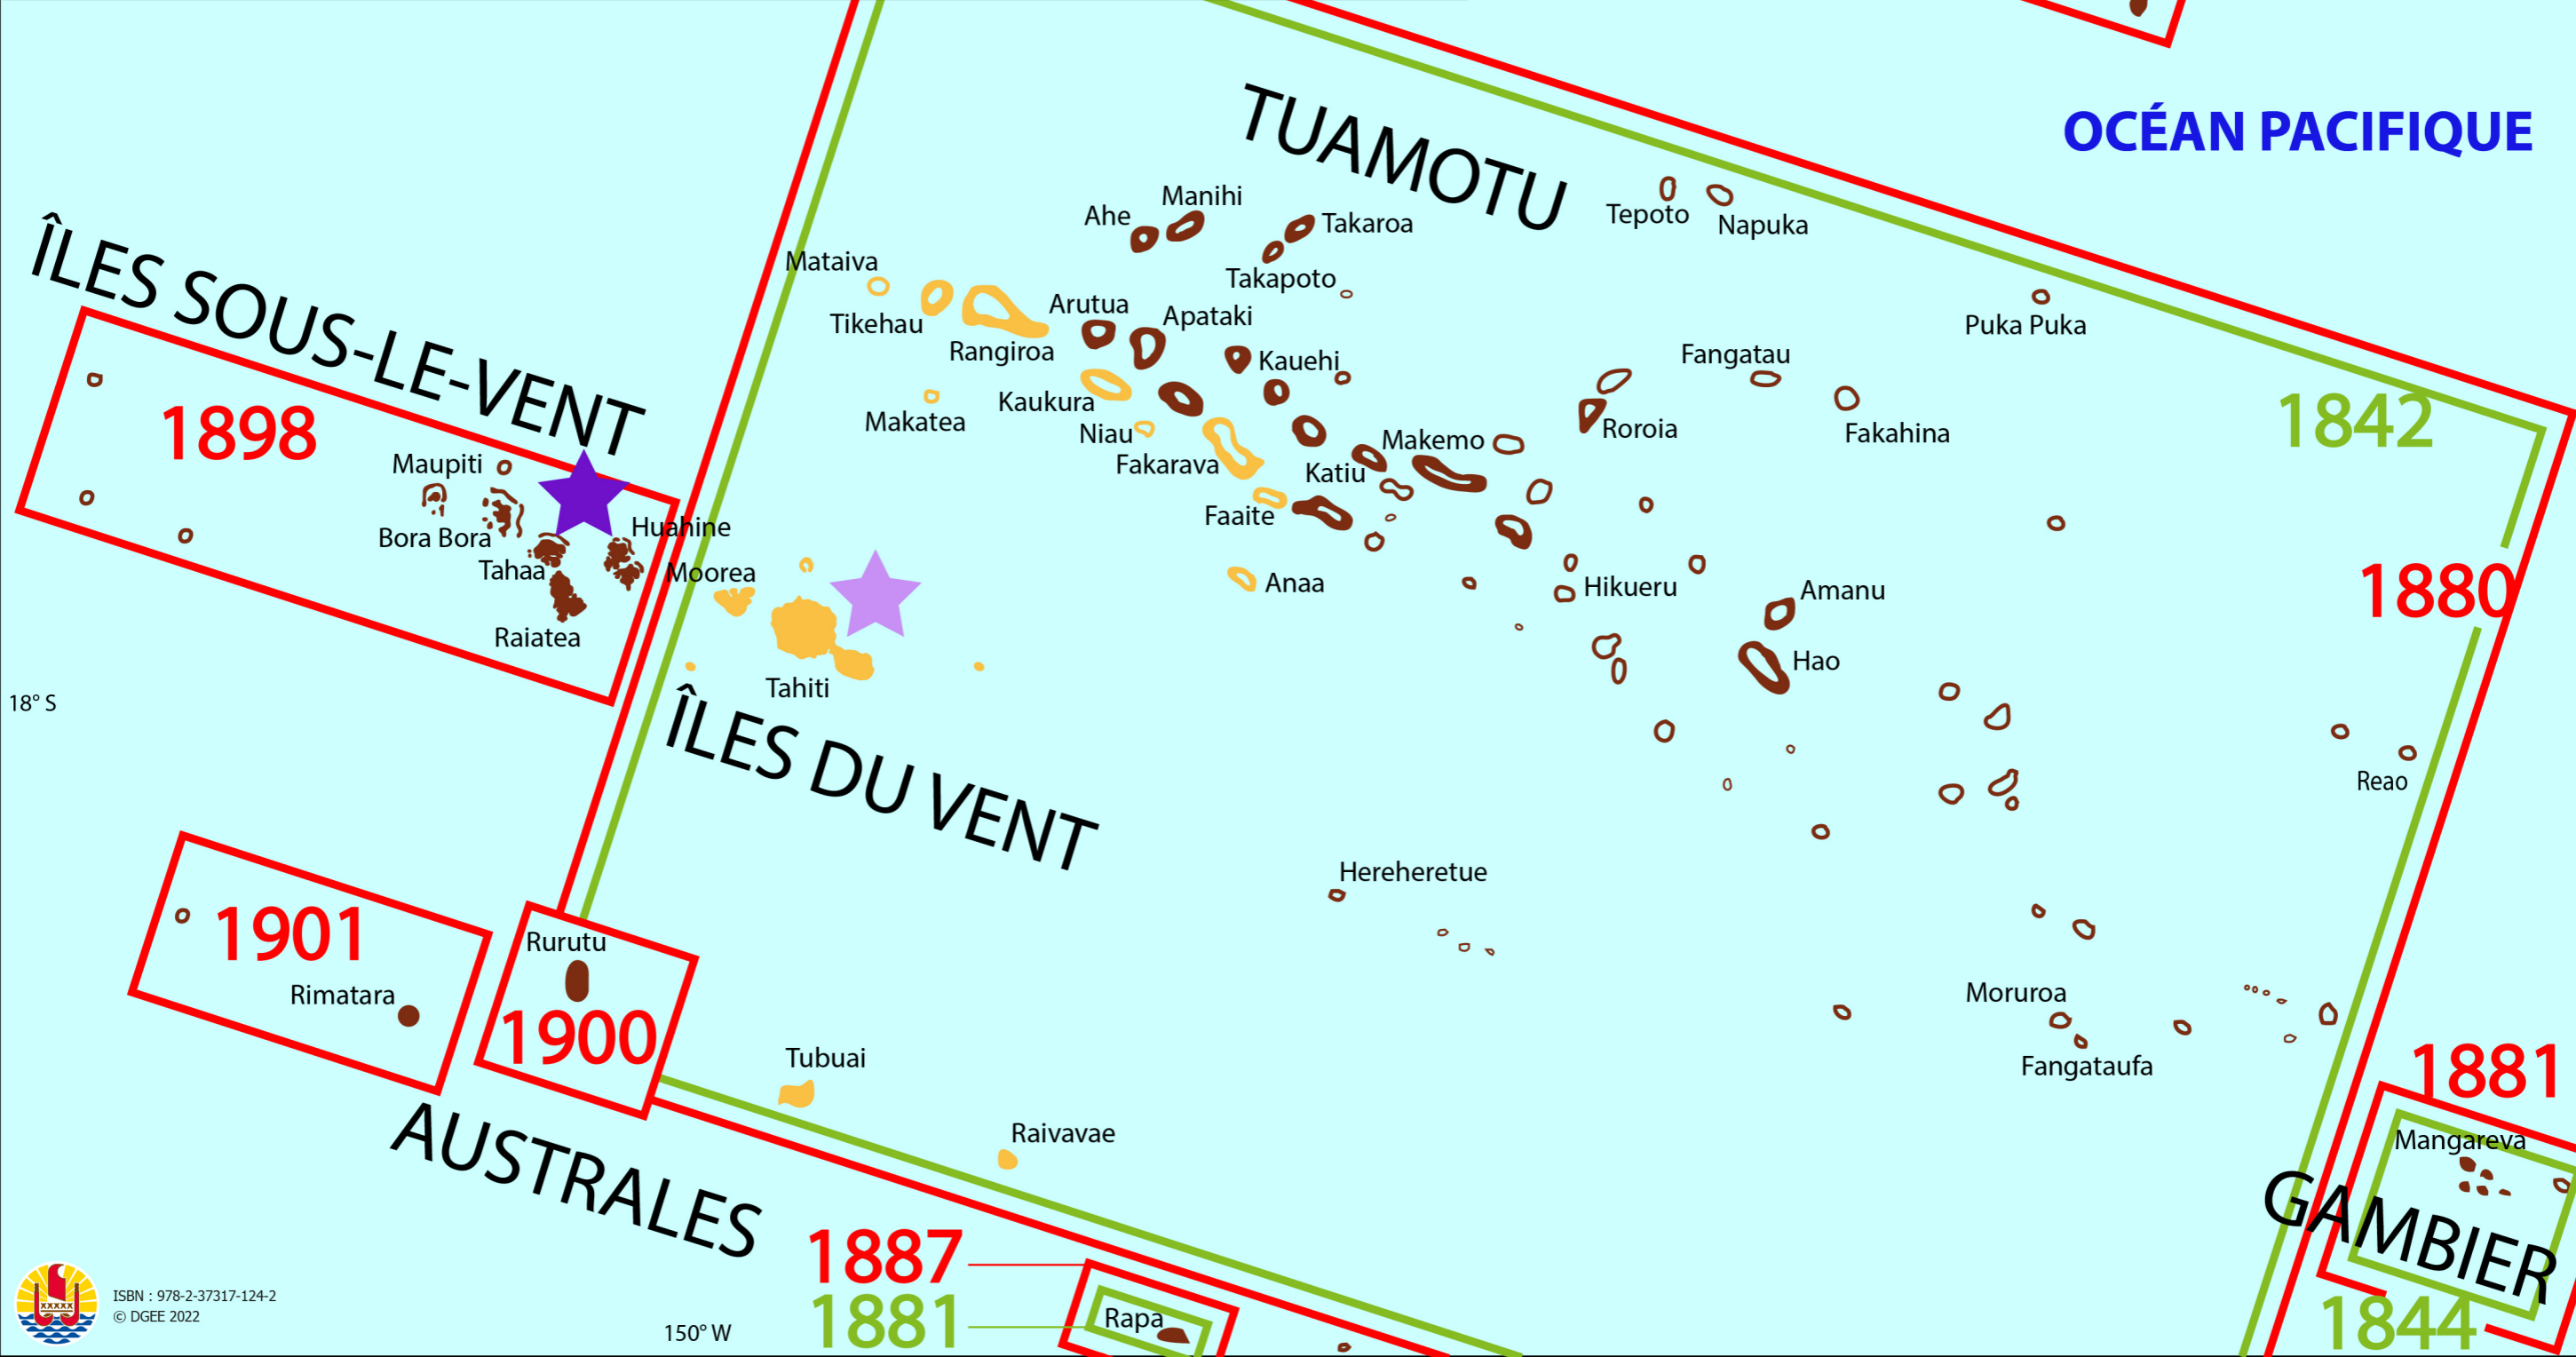 OCÉAN PACIFIQUE
TUAMOTU
Manihi
Ahe
Takaroa
Tepoto
Napuka
Mataiva
Takapoto
Tikehau
Arutua
Apataki
Puka Puka
Rangiroa
Kauehi
Fangatau
ÎLES SOUS-LE-VENT
1898
Kaukura
Makatea
Niau
Roroia
Fakahina
1842
Maupiti
Fakarava
Katiu
Makemo
Huahine
Faaite
Bora Bora
Tahaa
Moorea
Anaa
Hikueru
Amanu
1880
Raiatea
Hao
Tahiti
18° S
ÎLES DU VENT
Reao
Hereheretue
1901
Rurutu
Rimatara
1900
Moruroa
Tubuai
Fangataufa
1881
Raivavae
Mangareva
AUSTRALES
GAMBIER
1887
1881
Rapa
1844
ISBN : 978-2-37317-124-2
© DGEE 2022
150° W